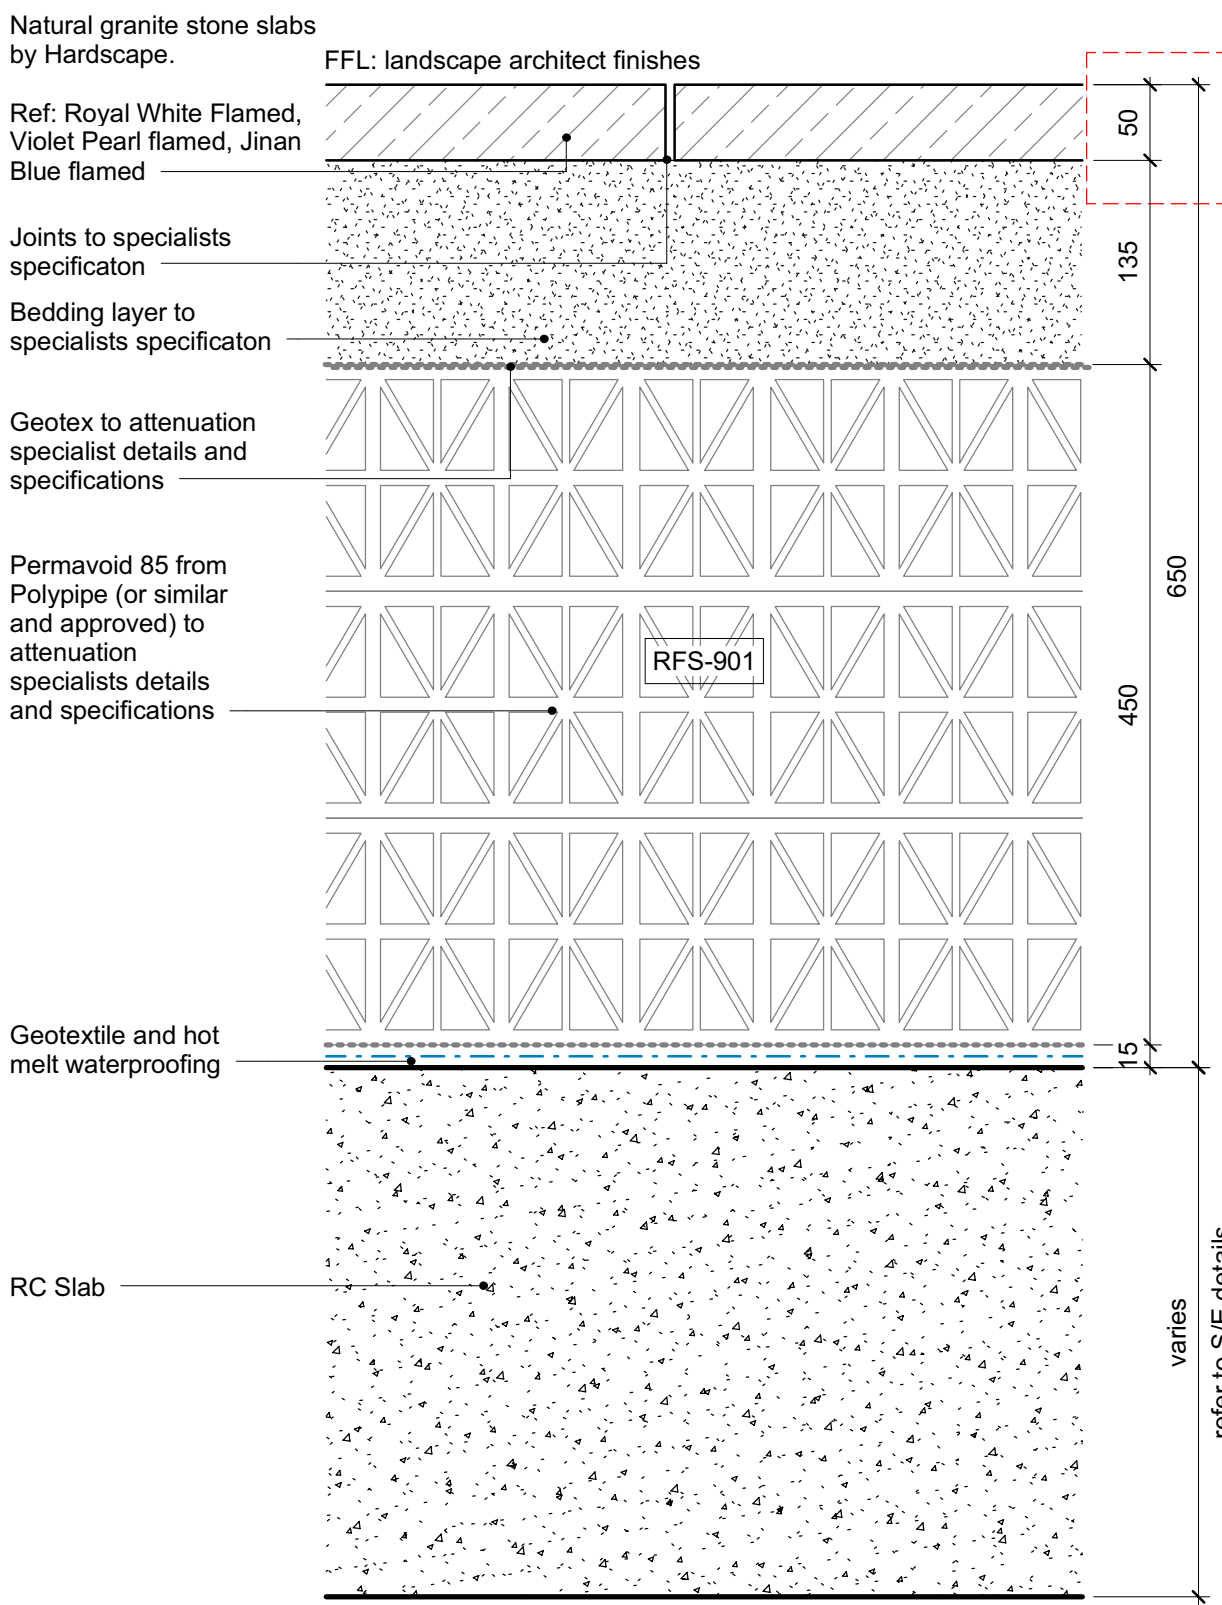 Natural granite stone slabs
by Hardscape.
FFL: landscape architect finishes
Ref: Royal White Flamed,
Violet Pearl flamed, Jinan
Blue flamed
Joints to specialists
specificaton
Bedding layer to
specialists specificaton
Geotex to attenuation
specialist details and
specifications
Permavoid 85 from
Polypipe (or similar
and approved) to
attenuation
specialists details
and specifications
RFS-901
Geotextile and hot
melt waterproofing
RC Slab
50
135
450
15
650
varies
refer to S/E details